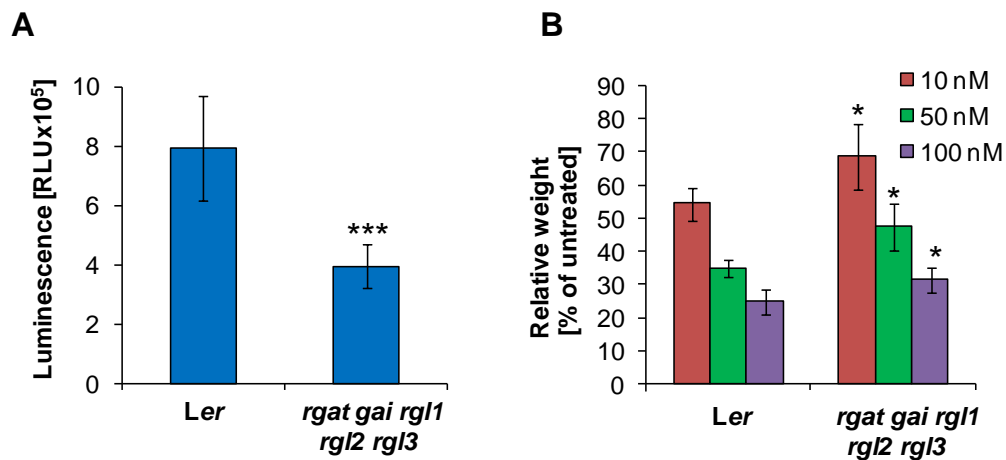 A
Luminescence [RLUx10⁵]
10
8
6
4
2
0
***
Ler
rgat gai rgl1
rgl2 rgl3
B
Relative weight
[% of untreated]
90
80
70
60
50
40
30
20
10
0
10 nM
50 nM
100 nM
*
*
*
Ler
rgat gai rgl1
rgl2 rgl3